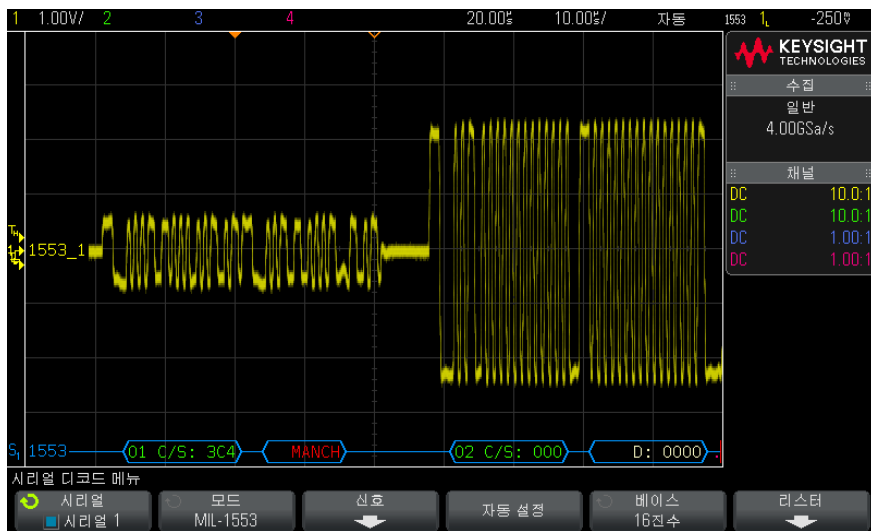 1 1.00V/ 2 3 4 20.00㎲ 10.00㎲/ 자동 1553 1L -250㎷
KEYSIGHT
TECHNOLOGIES
수집
일반
4.00GSa/s
채널
DC 10.0:1
DC 10.0:1
DC 1.00:1
DC 1.00:1
1553_1
S1 1553 01 C/S: 3C4 MANCH 02 C/S: 000 D: 0000
시리얼 디코드 메뉴
시리얼
시리얼 1
모드
MIL-1553
신호
자동 설정
베이스
16진수
리스터